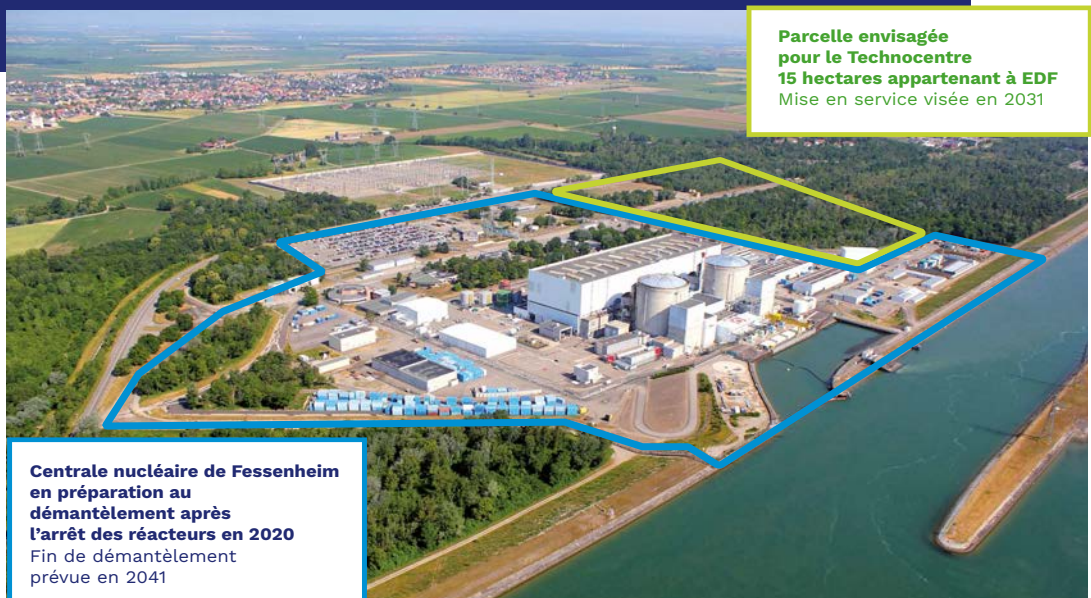 Parcelle envisagée
pour le Technocentre
15 hectares appartenant à EDF
Mise en service visée en 2031
Centrale nucléaire de Fessenheim
en préparation au
démantèlement après
l’arrêt des réacteurs en 2020
Fin de démantèlement
prévue en 2041